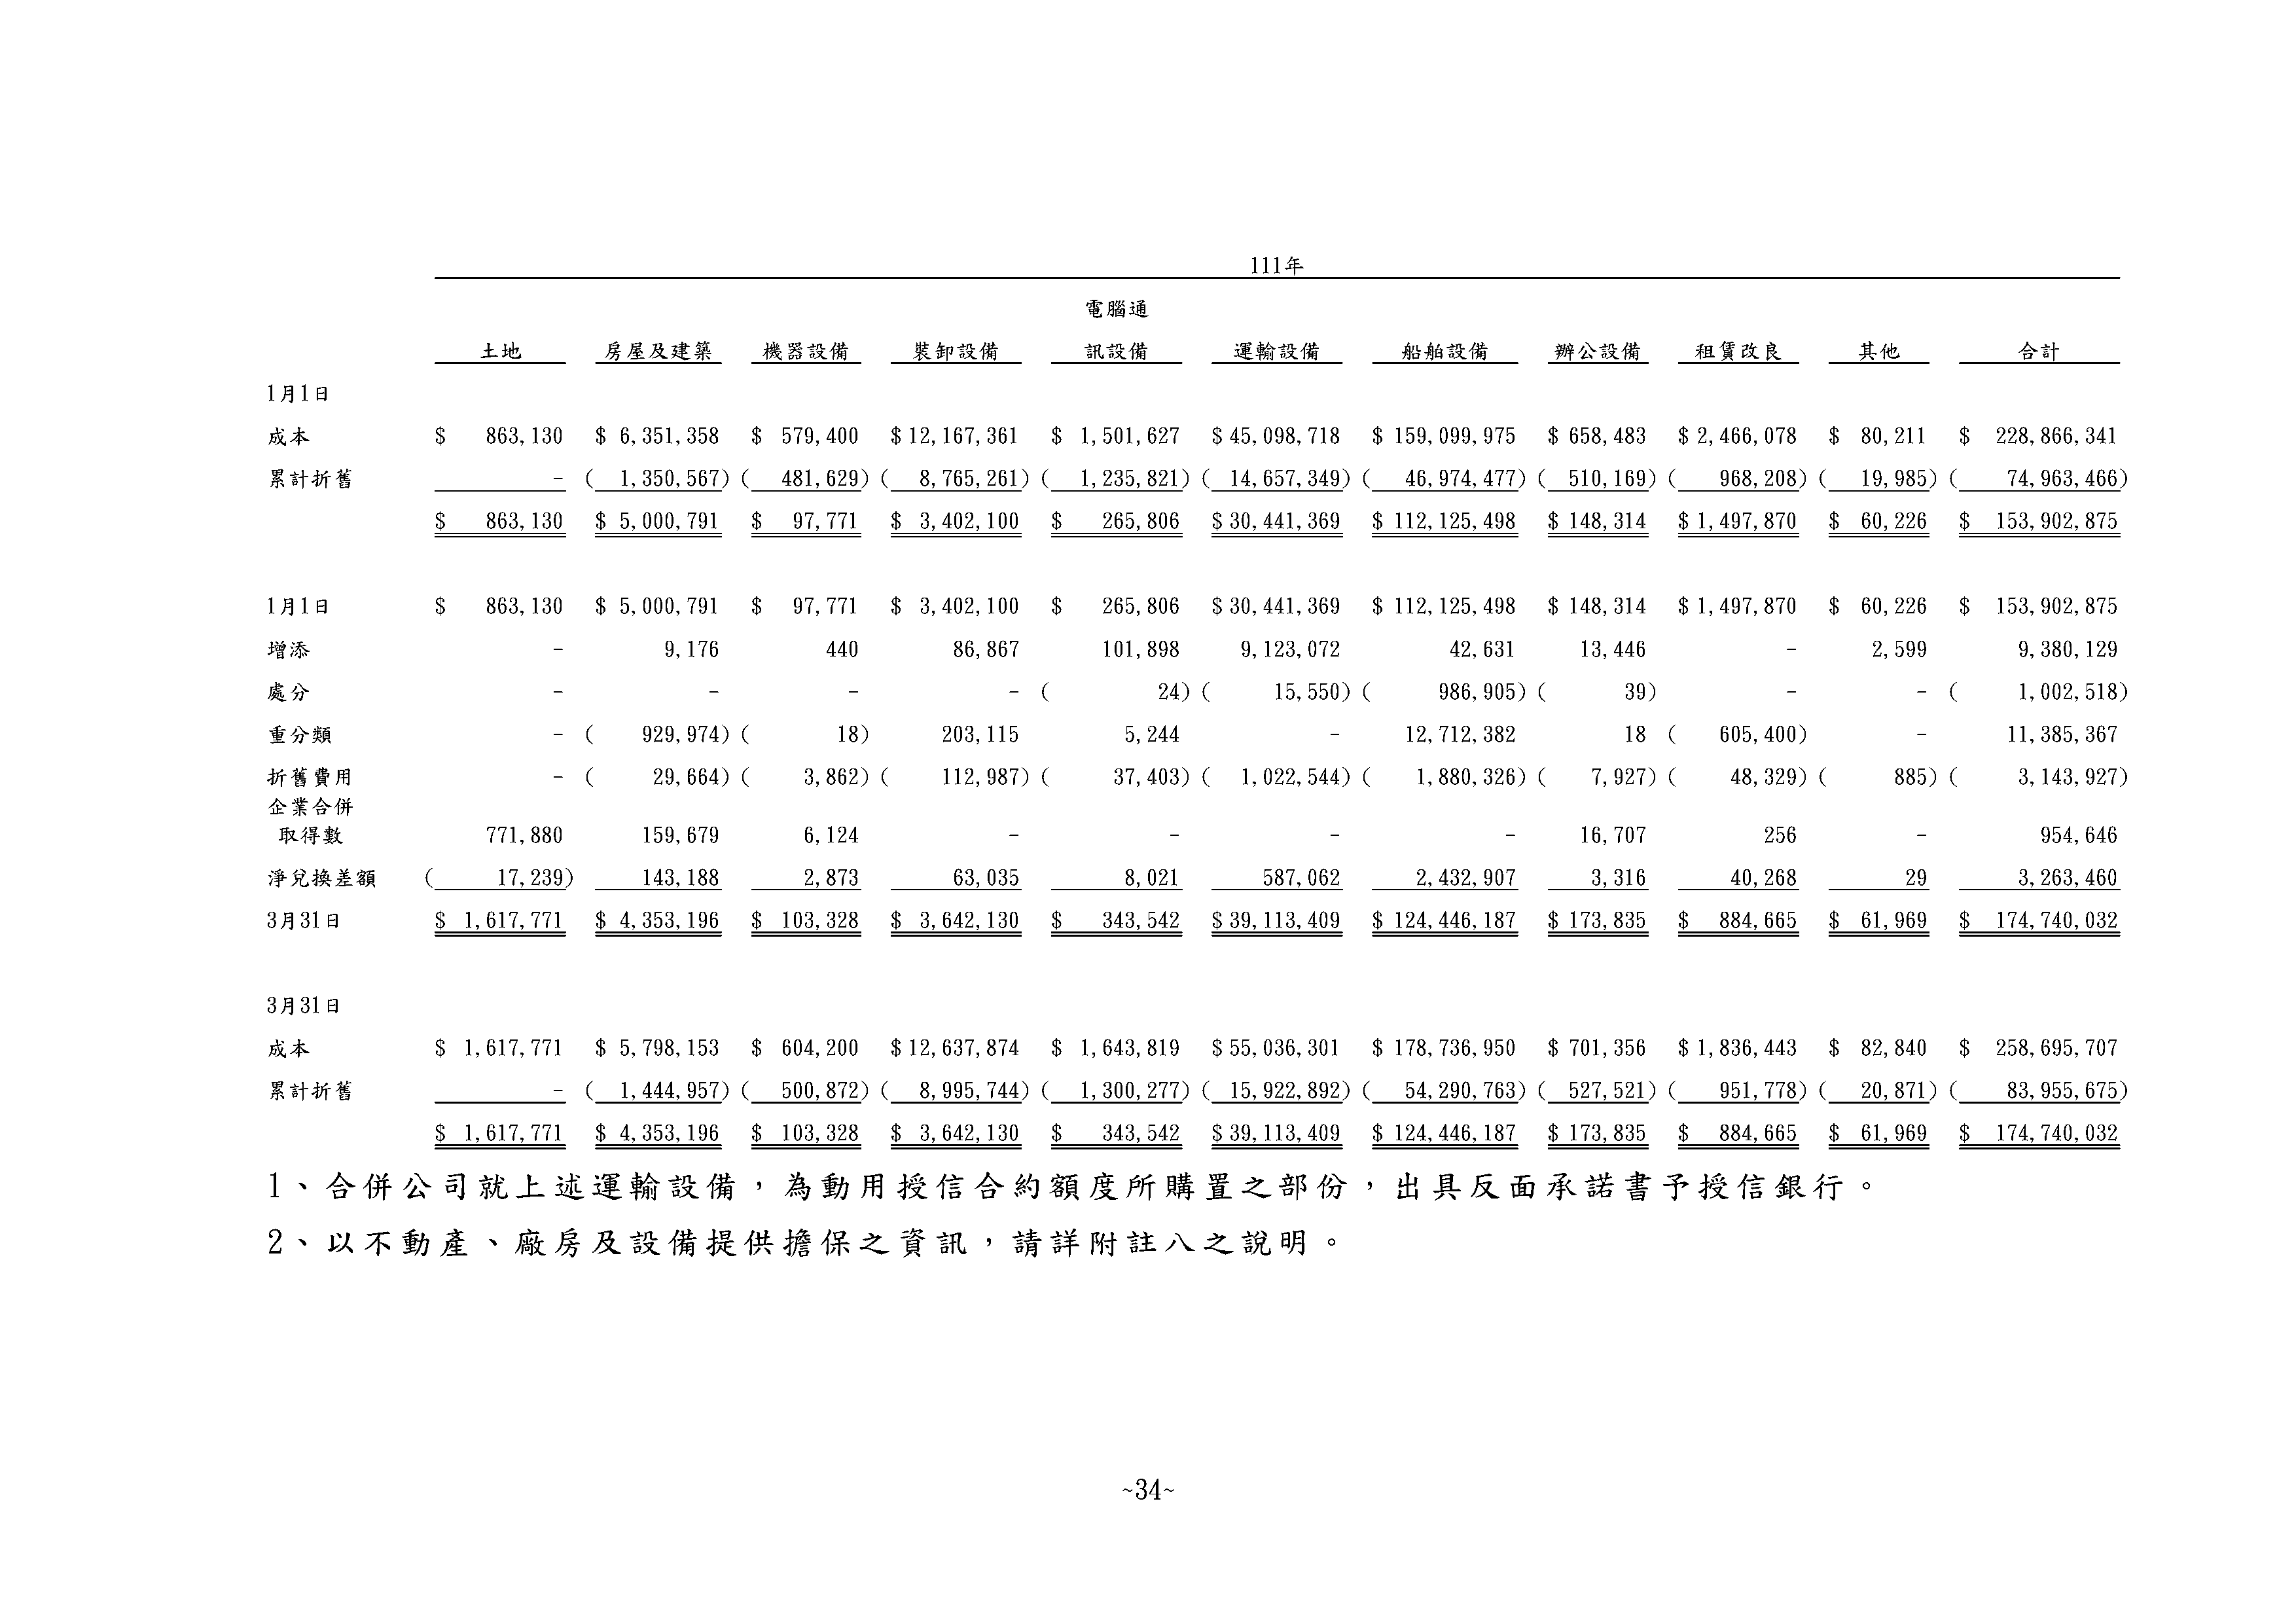 111年
電腦通
土地 房屋及建築 機器設備 裝卸設備 訊設備 運輸設備 船舶設備 辦公設備 租賃改良 其他 合計
1月1日
成本 $ 863,130 $ 6,351,358 $ 579,400 $ 12,167,361 $ 1,501,627 $ 45,098,718 $ 159,099,975 $ 658,483 $ 2,466,078 $ 80,211 $ 228,866,341
累計折舊 - ( 1,350,567) ( 481,629) ( 8,765,261) ( 1,235,821) ( 14,657,349) ( 46,974,477) ( 510,169) ( 968,208) ( 19,985) ( 74,963,466)
$ 863,130 $ 5,000,791 $ 97,771 $ 3,402,100 $ 265,806 $ 30,441,369 $ 112,125,498 $ 148,314 $ 1,497,870 $ 60,226 $ 153,902,875
1月1日 $ 863,130 $ 5,000,791 $ 97,771 $ 3,402,100 $ 265,806 $ 30,441,369 $ 112,125,498 $ 148,314 $ 1,497,870 $ 60,226 $ 153,902,875
增添 - 9,176 440 86,867 101,898 9,123,072 42,631 13,446 - 2,599 9,380,129
處分 - - - - ( 24) ( 15,550) ( 986,905) ( 39) - - ( 1,002,518)
重分類 - ( 929,974) ( 18) 203,115 5,244 - 12,712,382 18 ( 605,400) - 11,385,367
折舊費用 - ( 29,664) ( 3,862) ( 112,987) ( 37,403) ( 1,022,544) ( 1,880,326) ( 7,927) ( 48,329) ( 885) ( 3,143,927)
企業合併
取得數 771,880 159,679 6,124 - - - - 16,707 256 - 954,646
淨兌換差額 ( 17,239) 143,188 2,873 63,035 8,021 587,062 2,432,907 3,316 40,268 29 3,263,460
3月31日 $ 1,617,771 $ 4,353,196 $ 103,328 $ 3,642,130 $ 343,542 $ 39,113,409 $ 124,446,187 $ 173,835 $ 884,665 $ 61,969 $ 174,740,032
3月31日
成本 $ 1,617,771 $ 5,798,153 $ 604,200 $ 12,637,874 $ 1,643,819 $ 55,036,301 $ 178,736,950 $ 701,356 $ 1,836,443 $ 82,840 $ 258,695,707
累計折舊 - ( 1,444,957) ( 500,872) ( 8,995,744) ( 1,300,277) ( 15,922,892) ( 54,290,763) ( 527,521) ( 951,778) ( 20,871) ( 83,955,675)
$ 1,617,771 $ 4,353,196 $ 103,328 $ 3,642,130 $ 343,542 $ 39,113,409 $ 124,446,187 $ 173,835 $ 884,665 $ 61,969 $ 174,740,032
1、合併公司就上述運輸設備，為動用授信合約額度所購置之部份，出具反面承諾書予授信銀行。
2、以不動產、廠房及設備提供擔保之資訊，請詳附註八之說明。
~34~